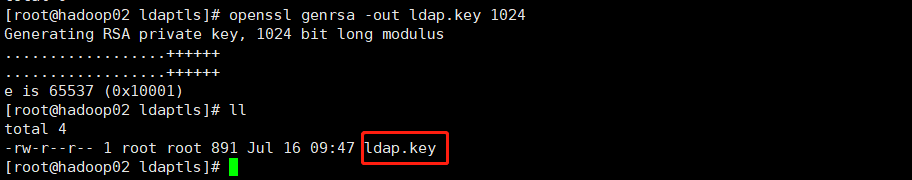 [root@hadoop02 ldaptls]# openssl genrsa -out ldap.key 1024
Generating RSA private key, 1024 bit long modulus
..................++++++
..................++++++
e is 65537 (0x10001)
[root@hadoop02 ldaptls]# ll
total 4
-rw-r--r-- 1 root root 891 Jul 16 09:47 ldap.key
[root@hadoop02 ldaptls]#